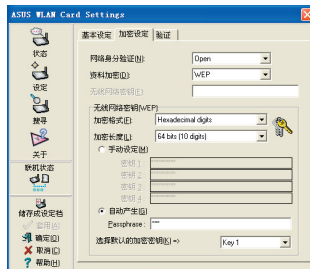 ASUS WLAN Card Settings
状态
设定
搜寻
关于
联机状态
储存成设定档
套用(A)
确定(O)
取消(C)
帮助(H)
基本设定 加密设定 验证
网络身分验证(N): Open
资料加密(D): WEP
无线网络密钥(E)
无线网络密钥(WEP)
加密格式(F): Hexadecimal digits
加密长度(L): 64 bits (10 digits)
手动设定(M)
密钥 1
密钥 2
密钥 3
密钥 4
自动产生(G)
Passphrase : ***
选择默认的加密密钥(K) => Key 1